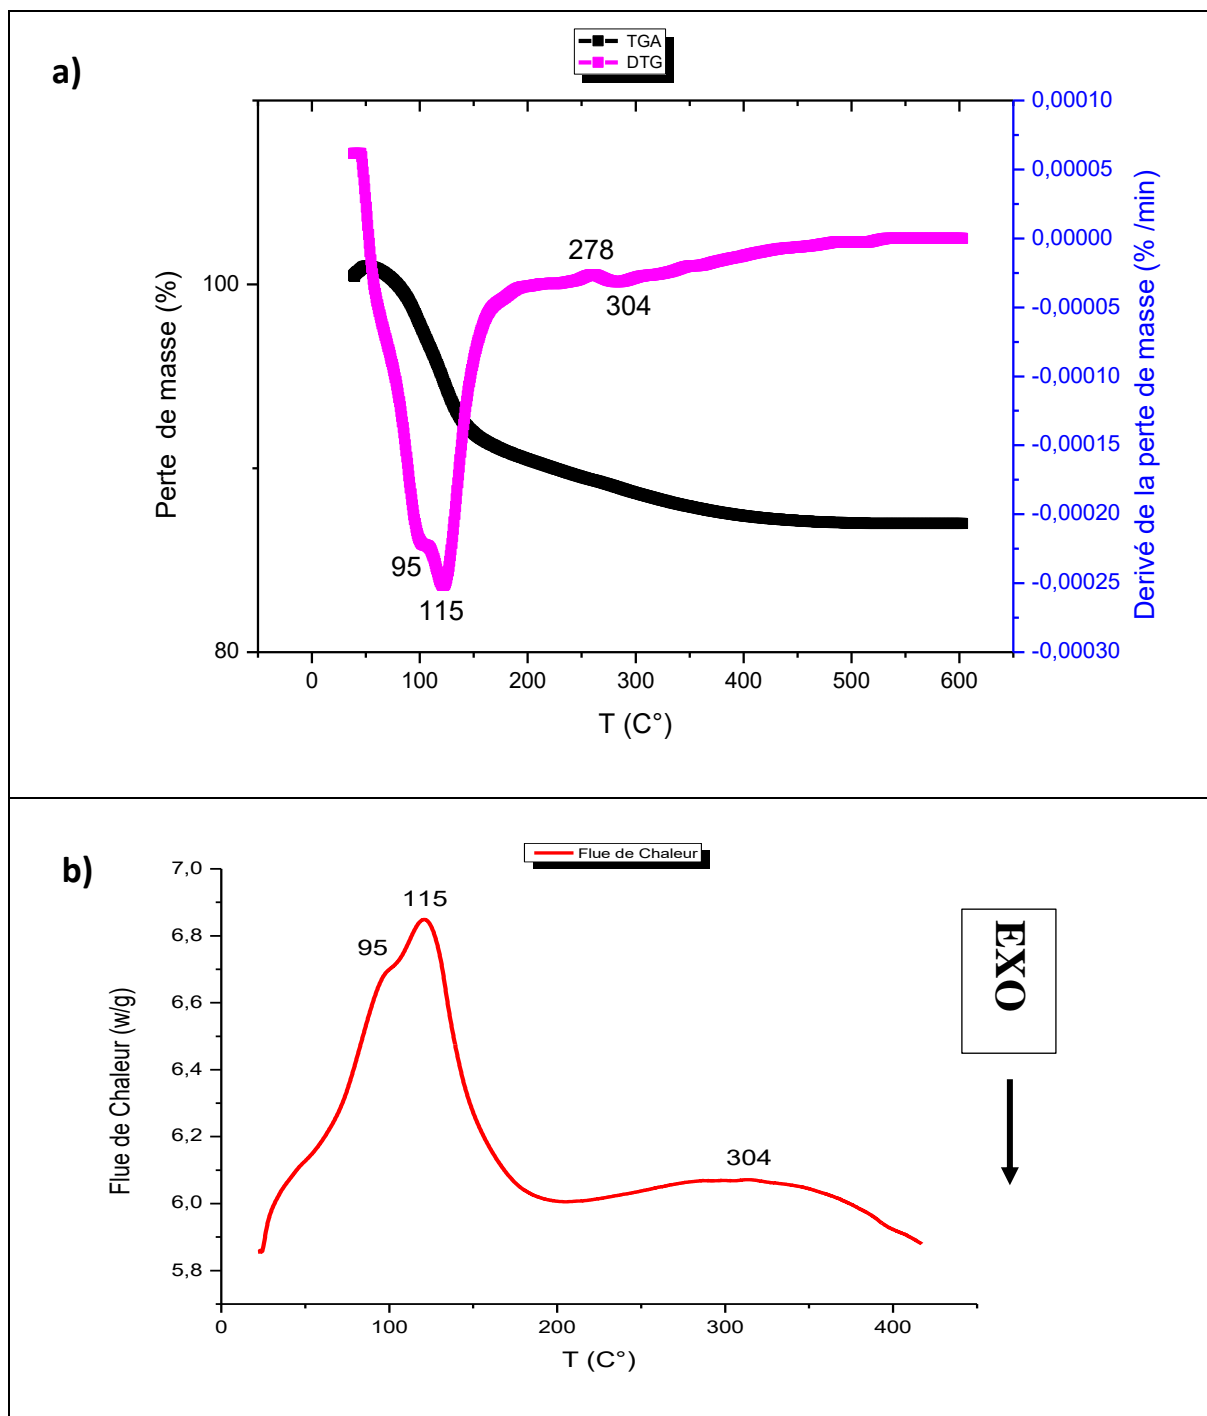 a)
TGA
DTG
0,00010
0,00005
0,00000
-0,00005
-0,00010
-0,00015
-0,00020
-0,00025
-0,00030
Derivé de la perte de masse (% /min)
100
80
Perte de masse (%)
278
304
95
115
0 100 200 300 400 500 600
T (C°)
b)
Flue de Chaleur
7,0
6,8
6,6
6,4
6,2
6,0
5,8
Flue de Chaleur (w/g)
115
95
304
EXO
0 100 200 300 400
T (C°)